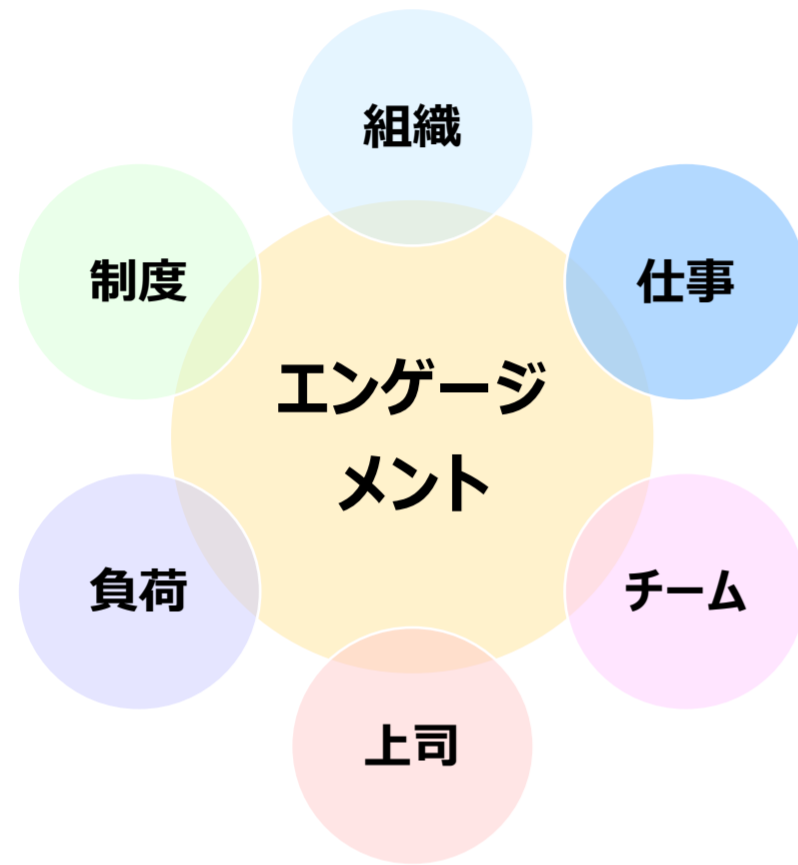 組織
制度
仕事
エンゲージ
メント
負荷
チーム
上司